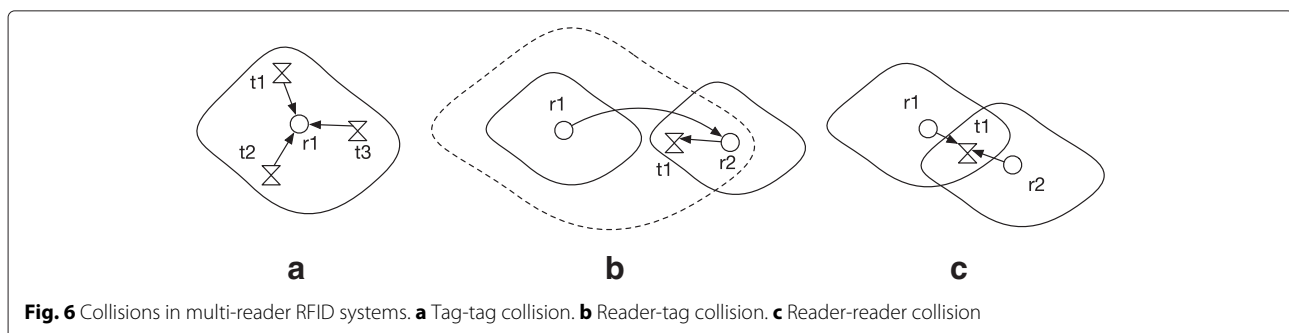 t1
r1
t2
t3
r1
t1
r2
r1
t1
r2
a
b
c
Fig. 6 Collisions in multi-reader RFID systems. a Tag-tag collision. b Reader-tag collision. c Reader-reader collision